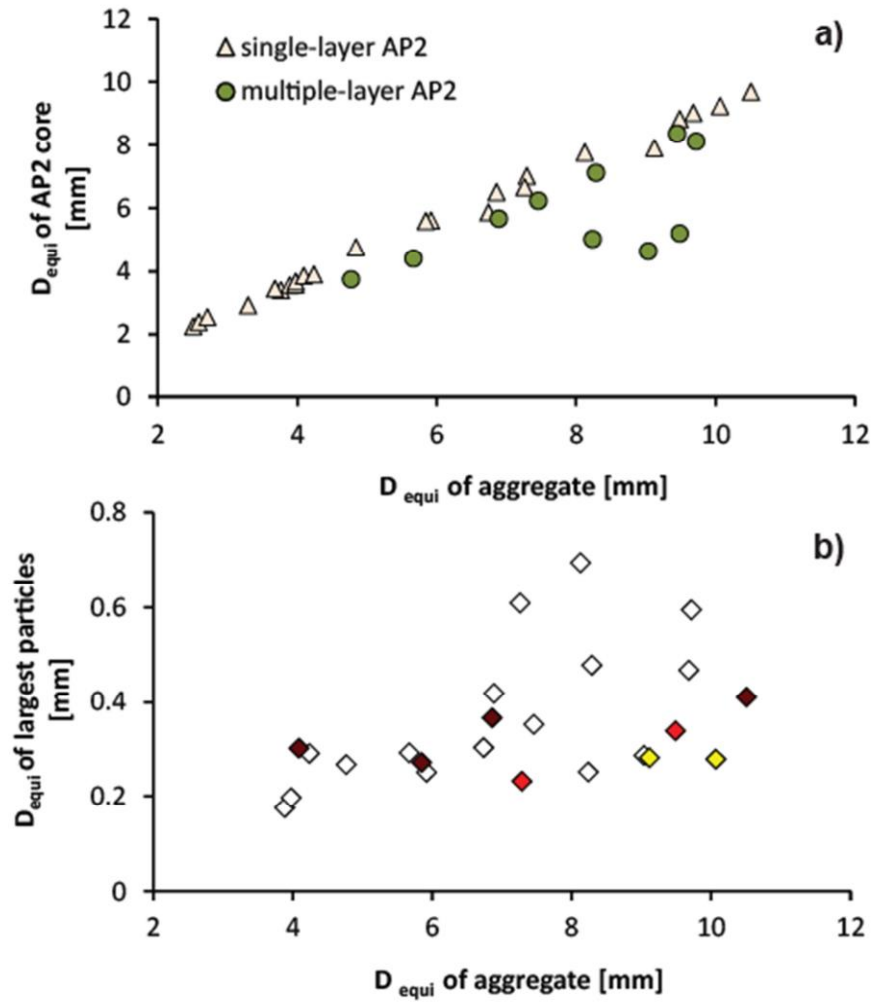 a)
single-layer AP2
multiple-layer AP2
12
10
8
6
4
2
0
D equi of AP2 core
[mm]
2 4 6 8 10 12
D equi of aggregate [mm]
b)
0.8
0.6
0.4
0.2
0
D equi of largest particles
[mm]
2 4 6 8 10 12
D equi of aggregate [mm]